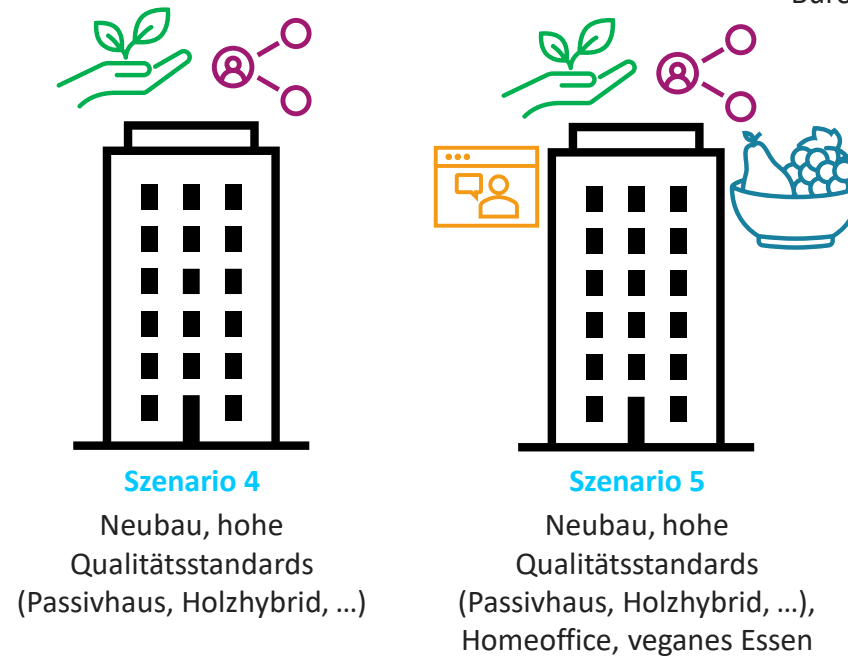 Szenario 4
Neubau, hohe
Qualitätsstandards
(Passivhaus, Holzhybrid, …)
Szenario 5
Neubau, hohe
Qualitätsstandards
(Passivhaus, Holzhybrid, …),
Homeoffice, veganes Essen